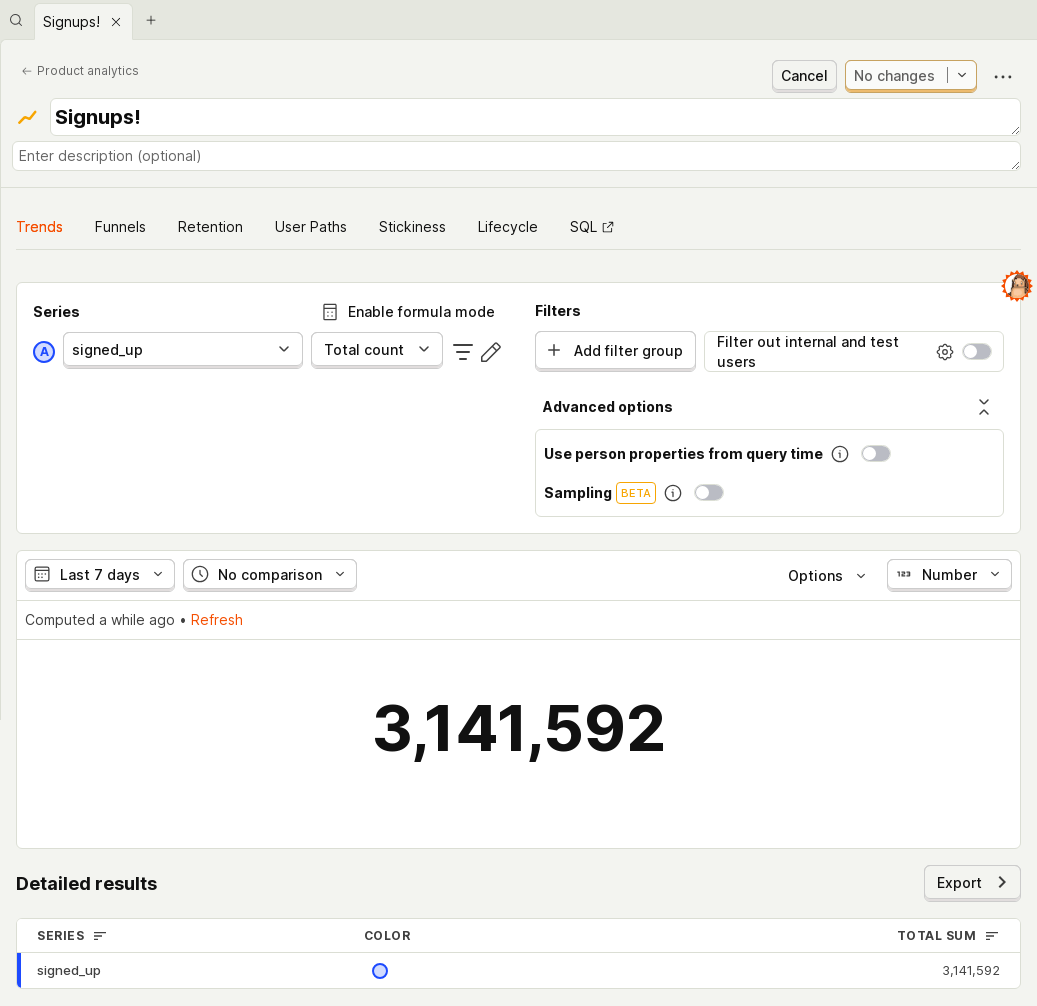 Signups!
Product analytics
Cancel
No changes
Signups!
Enter description (optional)
Trends
Funnels
Retention
User Paths
Stickiness
Lifecycle
SQL
Series
Enable formula mode
A
signed_up
Total count
Filters
Add filter group
Filter out internal and test
users
Advanced options
Use person properties from query time
Sampling BETA
Last 7 days
No comparison
Options
123 Number
Computed a while ago • Refresh
3,141,592
Detailed results
Export
SERIES
COLOR
TOTAL SUM
signed_up
3,141,592